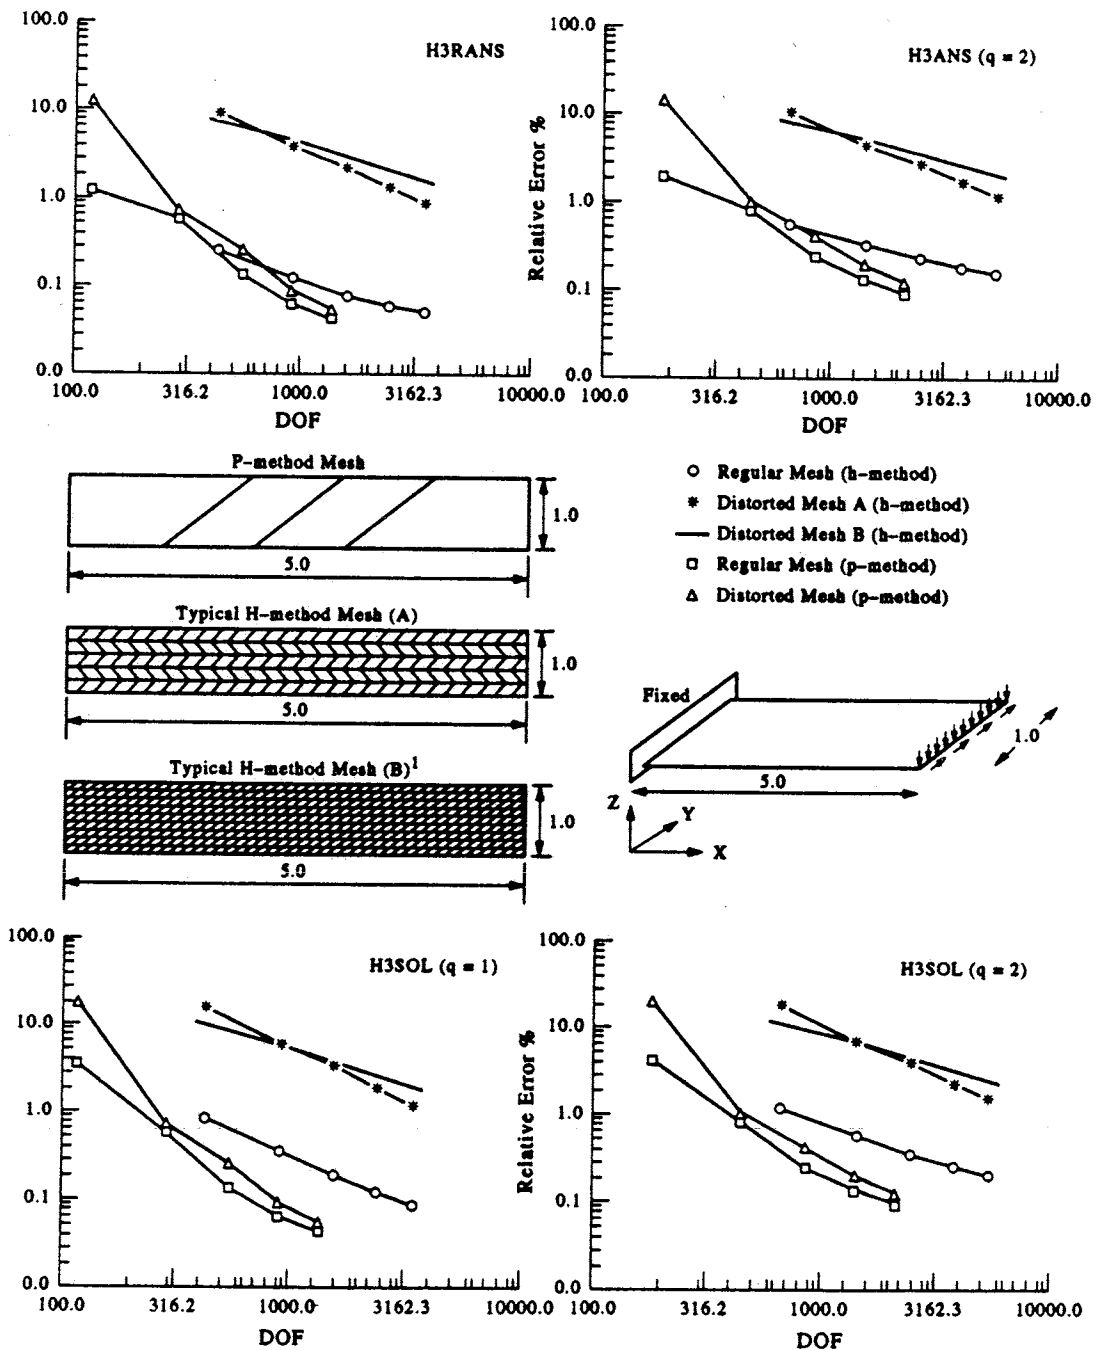 H3RANS
100.0
10.0
1.0
0.1
0.0
100.0 316.2 1000.0 3162.3 10000.0
DOF
H3ANS (q = 2)
Relative Error %
100.0
10.0
1.0
0.1
0.0
100.0 316.2 1000.0 3162.3 10000.0
DOF
P-method Mesh
1.0
5.0
Typical H-method Mesh (A)
1.0
5.0
Typical H-method Mesh (B)¹
1.0
5.0
Regular Mesh (h-method)
Distorted Mesh A (h-method)
Distorted Mesh B (h-method)
Regular Mesh (p-method)
Distorted Mesh (p-method)
Fixed
1.0
5.0
Z
Y
X
H3SOL (q = 1)
100.0
10.0
1.0
0.1
0.0
100.0 316.2 1000.0 3162.3 10000.0
DOF
H3SOL (q = 2)
Relative Error %
100.0
10.0
1.0
0.1
0.0
100.0 316.2 1000.0 3162.3 10000.0
DOF